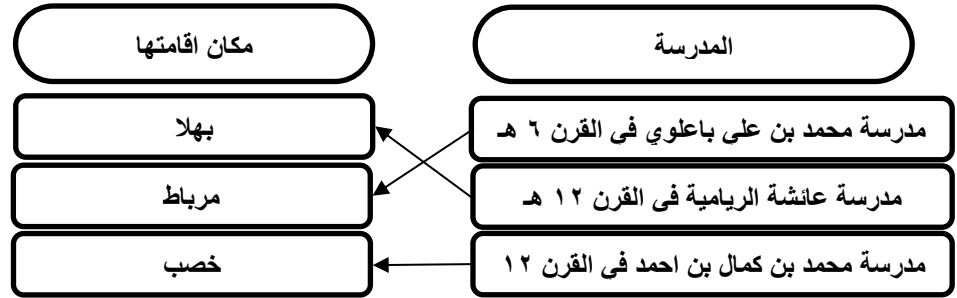 المدرسة
مكان اقامتها
مدرسة محمد بن على باعلوي فى القرن ٦ هـ
بهلا
مدرسة عائشة الريامية فى القرن ١٢ هـ
مرباط
مدرسة محمد بن كمال بن احمد فى القرن ١٢
خصب